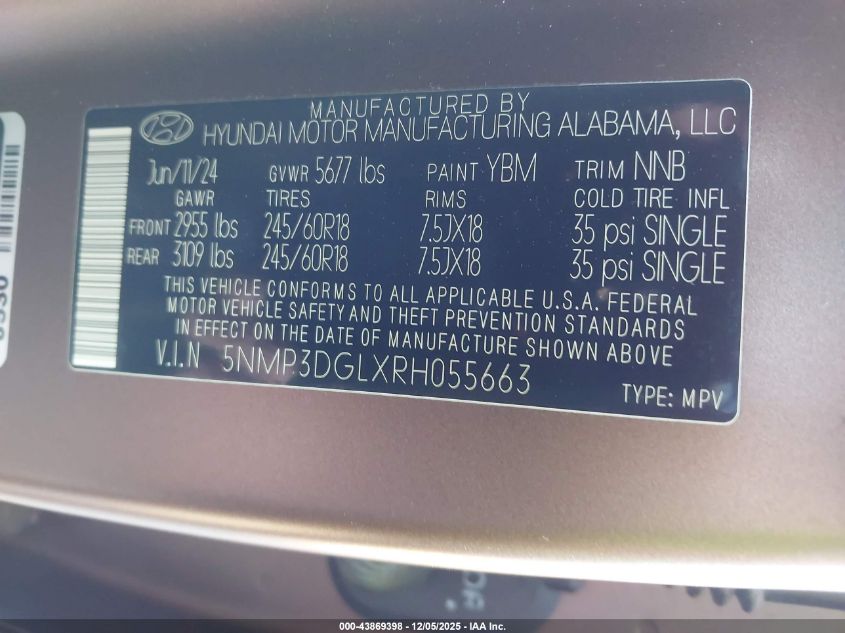 MANUFACTURED BY
HYUNDAI MOTOR MANUFACTURING ALABAMA, LLC
Jun/11/24 GVWR 5677 lbs PAINT YBM TRIM NNB
GAWR TIRES RIMS COLD TIRE INFL
FRONT 2955 lbs 245/60R18 7.5JX18 35 psi SINGLE
REAR 3109 lbs 245/60R18 7.5JX18 35 psi SINGLE
THIS VEHICLE CONFORMS TO ALL APPLICABLE U.S.A. FEDERAL
MOTOR VEHICLE SAFETY AND THEFT PREVENTION STANDARDS
IN EFFECT ON THE DATE OF MANUFACTURE SHOWN ABOVE.
V.I.N 5NMP3DGLXRH055663
TYPE: MPV
000-43869398 - 12/05/2025 - IAA Inc.